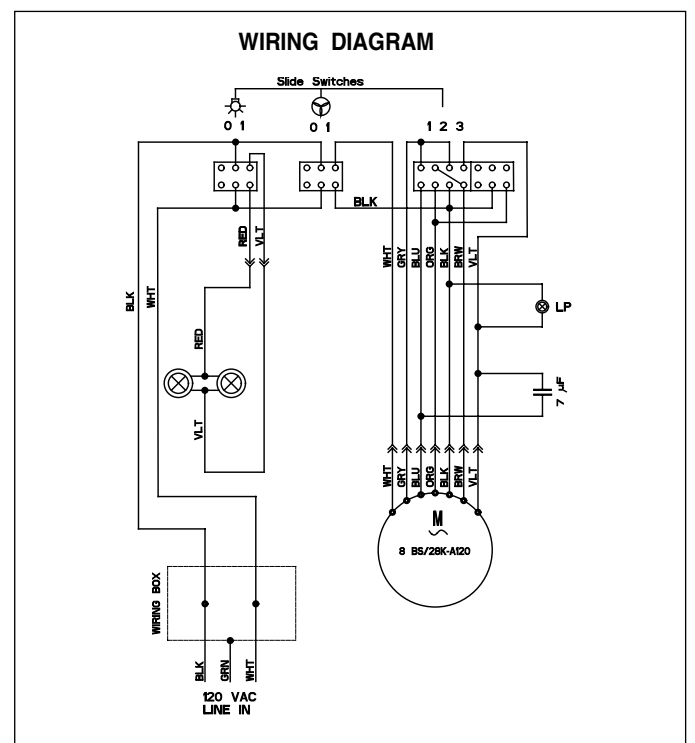 WIRING DIAGRAM
Slide Switches
0 1
0 1
1 2 3
BLK
RED
VLT
WHT
GRY
BLU
ORG
BLK
BRW
VLT
BLK
WHT
LP
RED
7 µF
VLT
WHT
GRY
BLU
ORG
BLK
BRW
VLT
M
8 BS/28K-A120
WIRING BOX
BLK
GRN
WHT
120 VAC
LINE IN